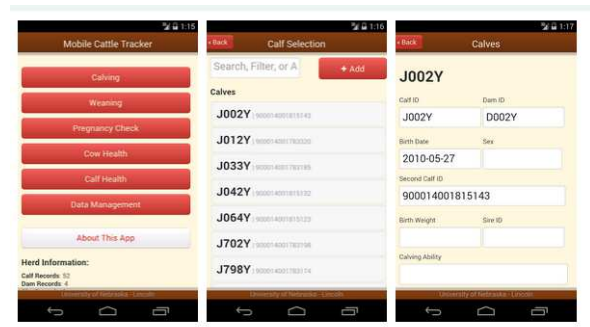 1:15
Mobile Cattle Tracker
Calving
Weaning
Pregnancy Check
Cow Health
Calf Health
Data Management
About This App
Herd Information:
Calf Records: 52
Dam Records: 4
University of Nebraska - Lincoln
1:16
‹ Back
Calf Selection
Search, Filter, or A
+ Add
Calves
J002Y | 900014001815143
J012Y
J033Y
J042Y | 900014001815132
J064Y | 900014001815123
J702Y | 900014001783198
J798Y | 900014001783174
University of Nebraska - Lincoln
1:17
‹ Back
Calves
J002Y
Calf ID Dam ID
J002Y D002Y
Birth Date Sex
2010-05-27
Second Calf ID
900014001815143
Birth Weight Sire ID
Calving Ability
University of Nebraska - Lincoln